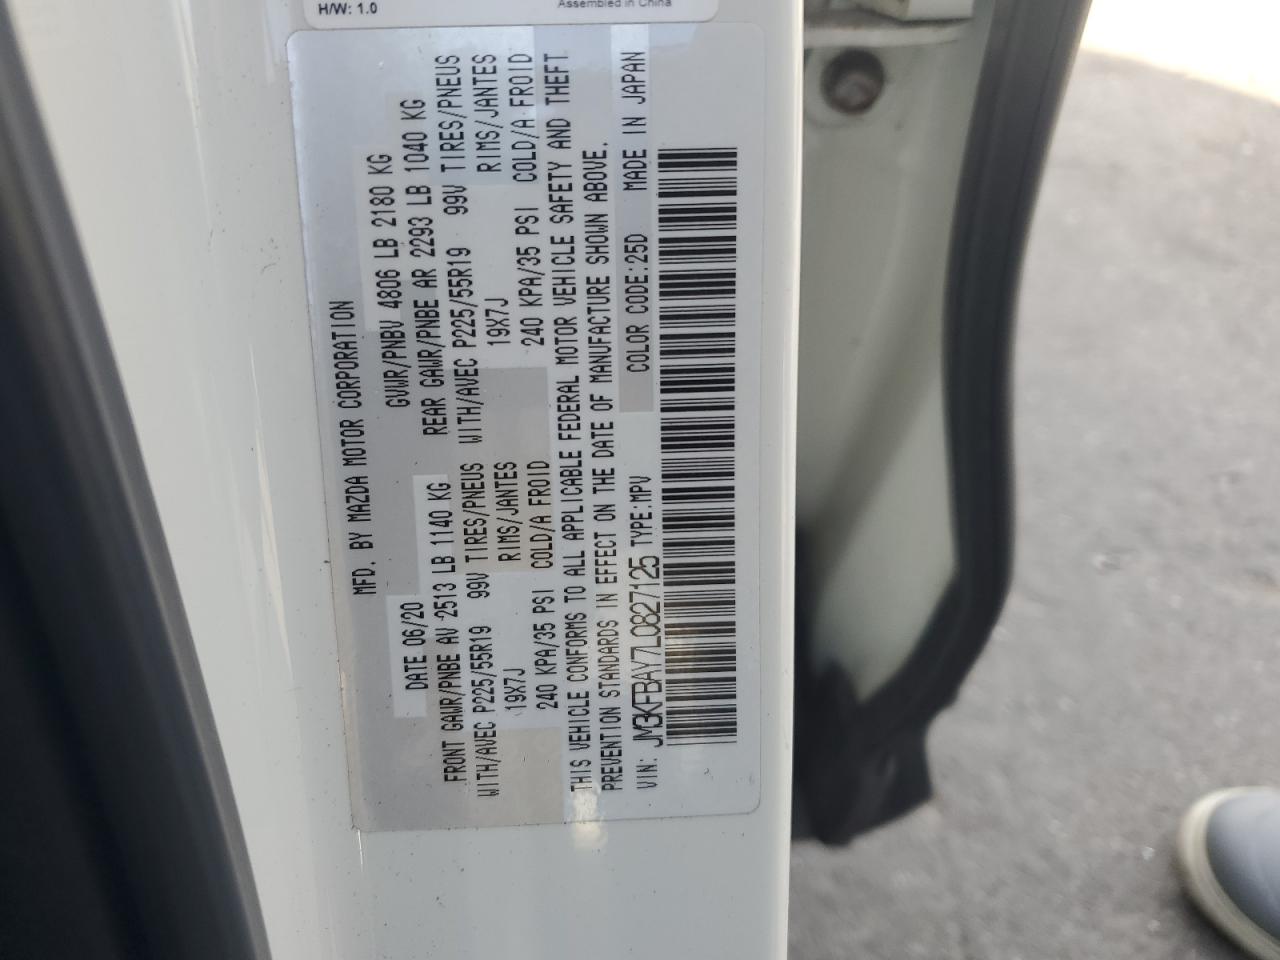 H/W: 1.0
Assembled in China
MFD. BY MAZDA MOTOR CORPORATION
DATE 06/20 GVWR/PNBV 4806 LB 2180 KG
FRONT GAWR/PNBE AV 2513 LB 1140 KG REAR GAWR/PNBE AR 2293 LB 1040 KG
WITH/AVEC P225/55R19 99V TIRES/PNEUS WITH/AVEC P225/55R19 99V TIRES/PNEUS
19X7J RIMS/JANTES 19X7J RIMS/JANTES
240 KPA/35 PSI COLD/A FROID 240 KPA/35 PSI COLD/A FROID
THIS VEHICLE CONFORMS TO ALL APPLICABLE FEDERAL MOTOR VEHICLE SAFETY AND THEFT
PREVENTION STANDARDS IN EFFECT ON THE DATE OF MANUFACTURE SHOWN ABOVE.
VIN: JM3KFBAY7L0827125 TYPE:MPV COLOR CODE:25D MADE IN JAPAN